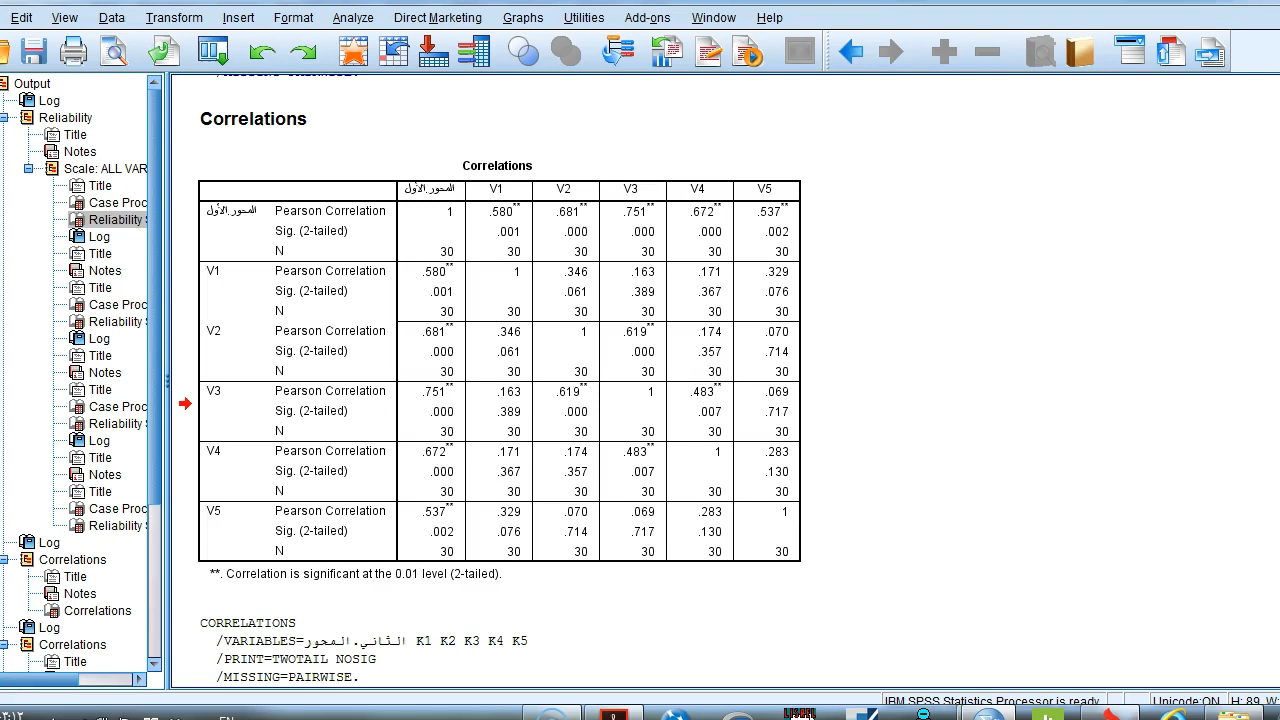 Edit View Data Transform Insert Format Analyze Direct Marketing Graphs Utilities Add-ons Window Help
Output
Log
Reliability
Title
Notes
Scale: ALL VAR
Title
Case Proc
Reliability
Log
Title
Notes
Title
Case Proc
Reliability
Log
Title
Notes
Title
Case Proc
Reliability
Log
Title
Notes
Title
Case Proc
Reliability
Log
Correlations
Title
Notes
Correlations
Log
Correlations
Title
Correlations
Correlations
المحور.الأول V1 V2 V3 V4 V5
المحور.الأول Pearson Correlation 1 .580** .681** .751** .672** .537**
Sig. (2-tailed) .001 .000 .000 .000 .002
N 30 30 30 30 30 30
V1 Pearson Correlation .580** 1 .346 .163 .171 .329
Sig. (2-tailed) .001 .061 .389 .367 .076
N 30 30 30 30 30 30
V2 Pearson Correlation .681** .346 1 .619** .174 .070
Sig. (2-tailed) .000 .061 .000 .357 .714
N 30 30 30 30 30 30
V3 Pearson Correlation .751** .163 .619** 1 .483** .069
Sig. (2-tailed) .000 .389 .000 .007 .717
N 30 30 30 30 30 30
V4 Pearson Correlation .672** .171 .174 .483** 1 .283
Sig. (2-tailed) .000 .367 .357 .007 .130
N 30 30 30 30 30 30
V5 Pearson Correlation .537** .329 .070 .069 .283 1
Sig. (2-tailed) .002 .076 .714 .717 .130
N 30 30 30 30 30 30
**. Correlation is significant at the 0.01 level (2-tailed).
CORRELATIONS
/VARIABLES=المحور.الثاني K1 K2 K3 K4 K5
/PRINT=TWOTAIL NOSIG
/MISSING=PAIRWISE.
IBM SPSS Statistics Processor is ready Unicode:ON H: 89, W:
EN